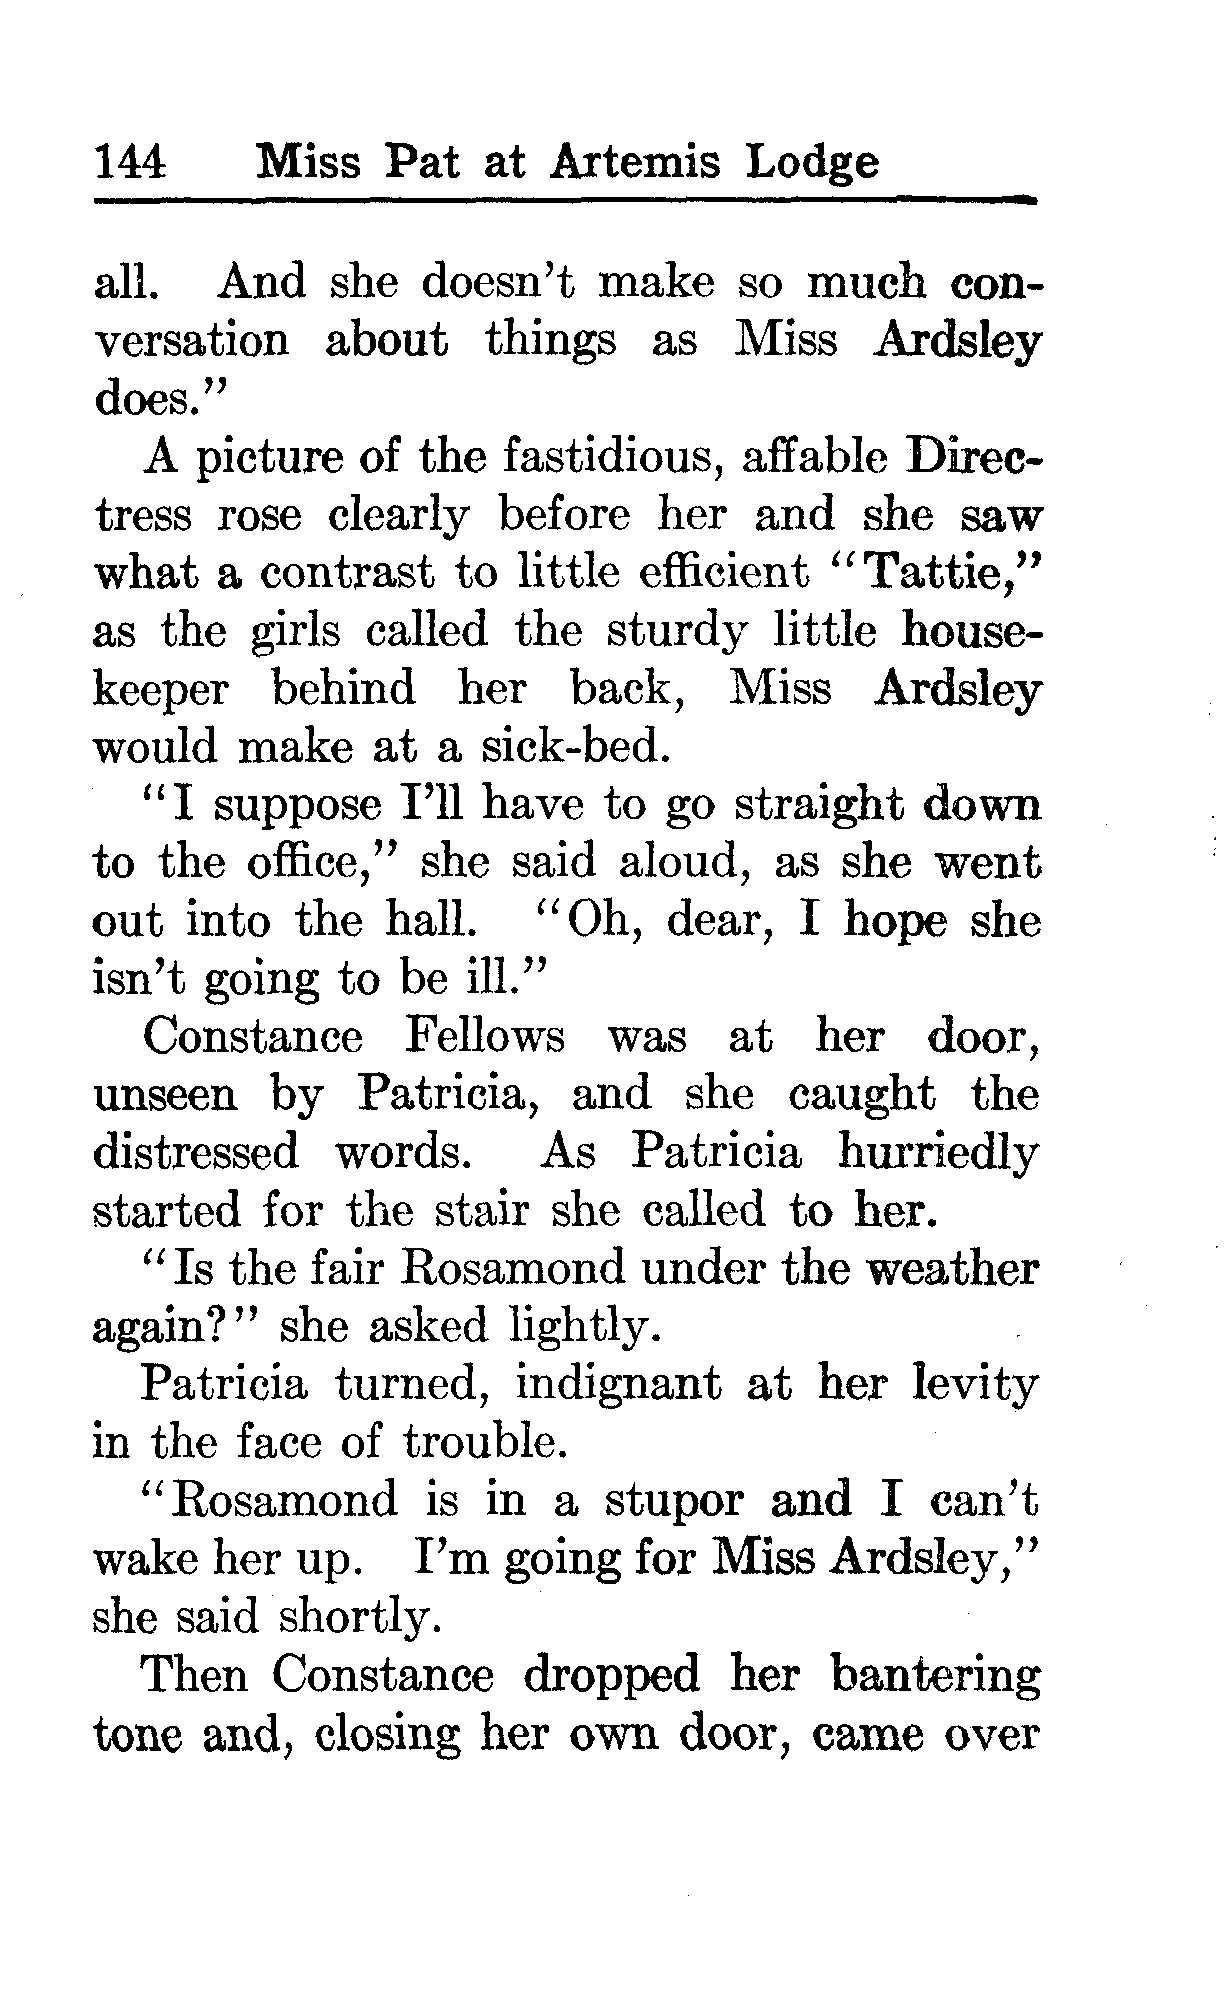 144 Miss Pat at Artemis Lodge
all. And she doesn't make so much con-
versation about things as Miss Ardsley
does."
A picture of the fastidious, affable Direc-
tress rose clearly before her and she saw
what a contrast to little efficient "Tattie,"
as the girls called the sturdy little house-
keeper behind her back, Miss Ardsley
would make at a sick-bed.
"I suppose I'll have to go straight down
to the office," she said aloud, as she went
out into the hall. "Oh, dear, I hope she
isn't going to be ill."
Constance Fellows was at her door,
unseen by Patricia, and she caught the
distressed words. As Patricia hurriedly
started for the stair she called to her.
"Is the fair Rosamond under the weather
again?" she asked lightly.
Patricia turned, indignant at her levity
in the face of trouble.
"Rosamond is in a stupor and I can't
wake her up. I'm going for Miss Ardsley,"
she said shortly.
Then Constance dropped her bantering
tone and, closing her own door, came over